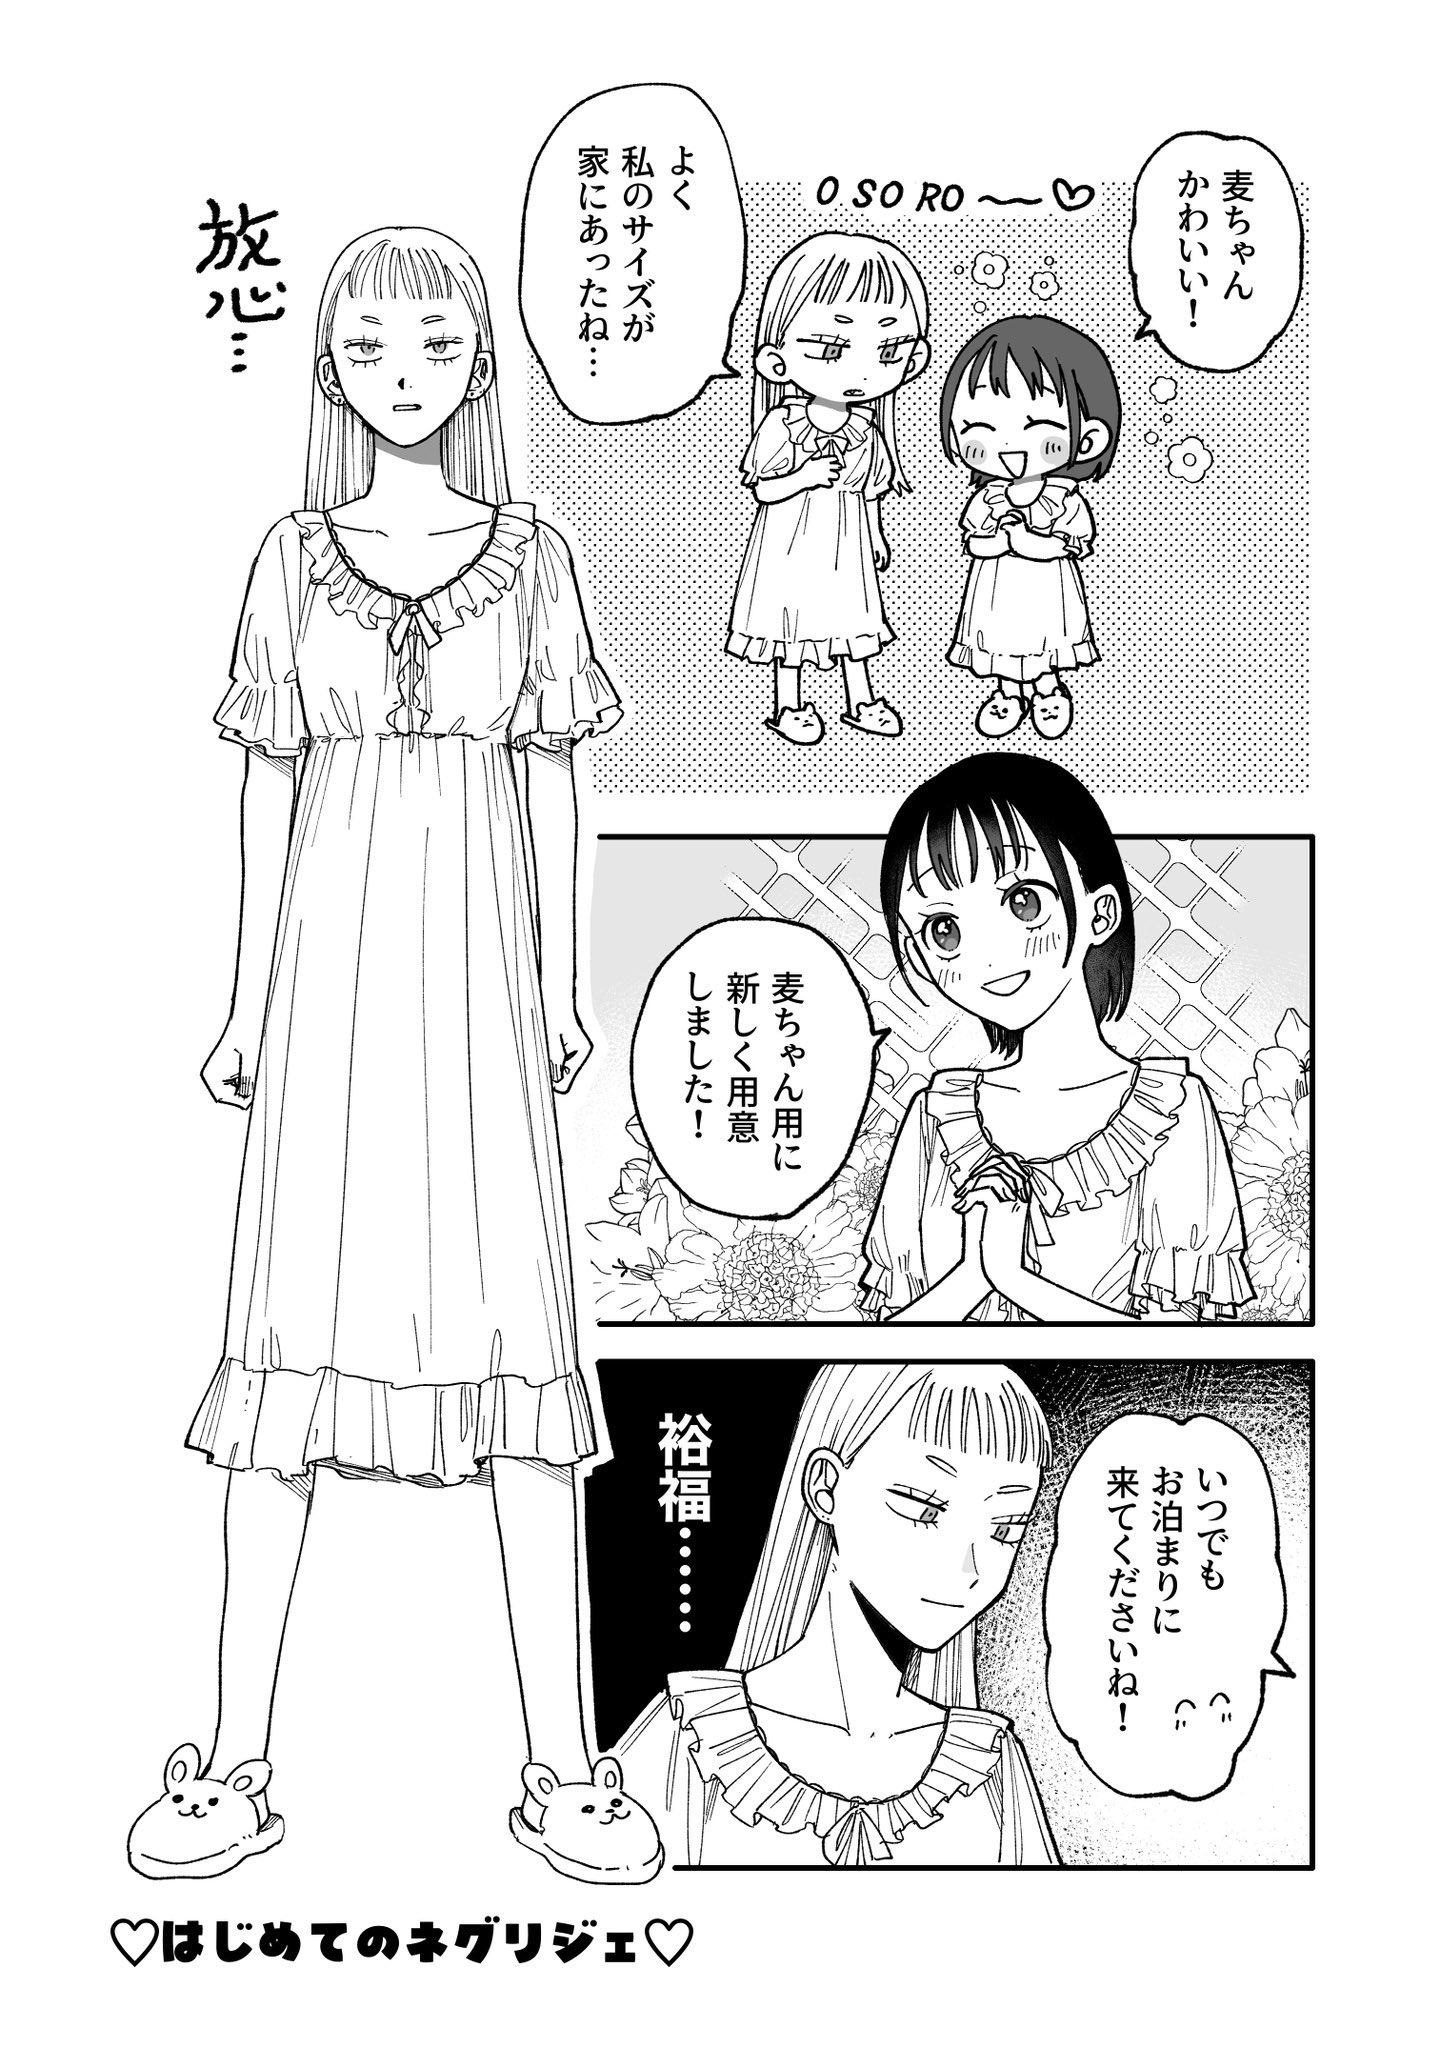 麦ちゃん
かわいい！
OSORO～♡
よく
私のサイズが
家にあったね…
放心…
麦ちゃん用に
新しく用意
しました！
いつでも
お泊まりに
来てくださいね！
裕福……
♡はじめてのネグリジェ♡